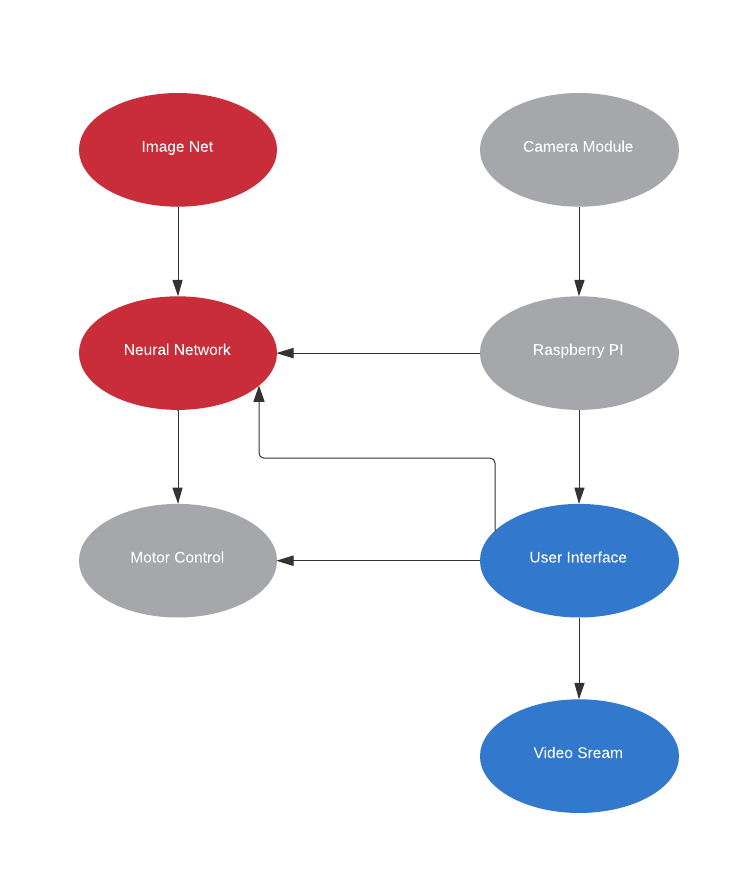 Image Net
Camera Module
Neural Network
Raspberry PI
Motor Control
User Interface
Video Sream